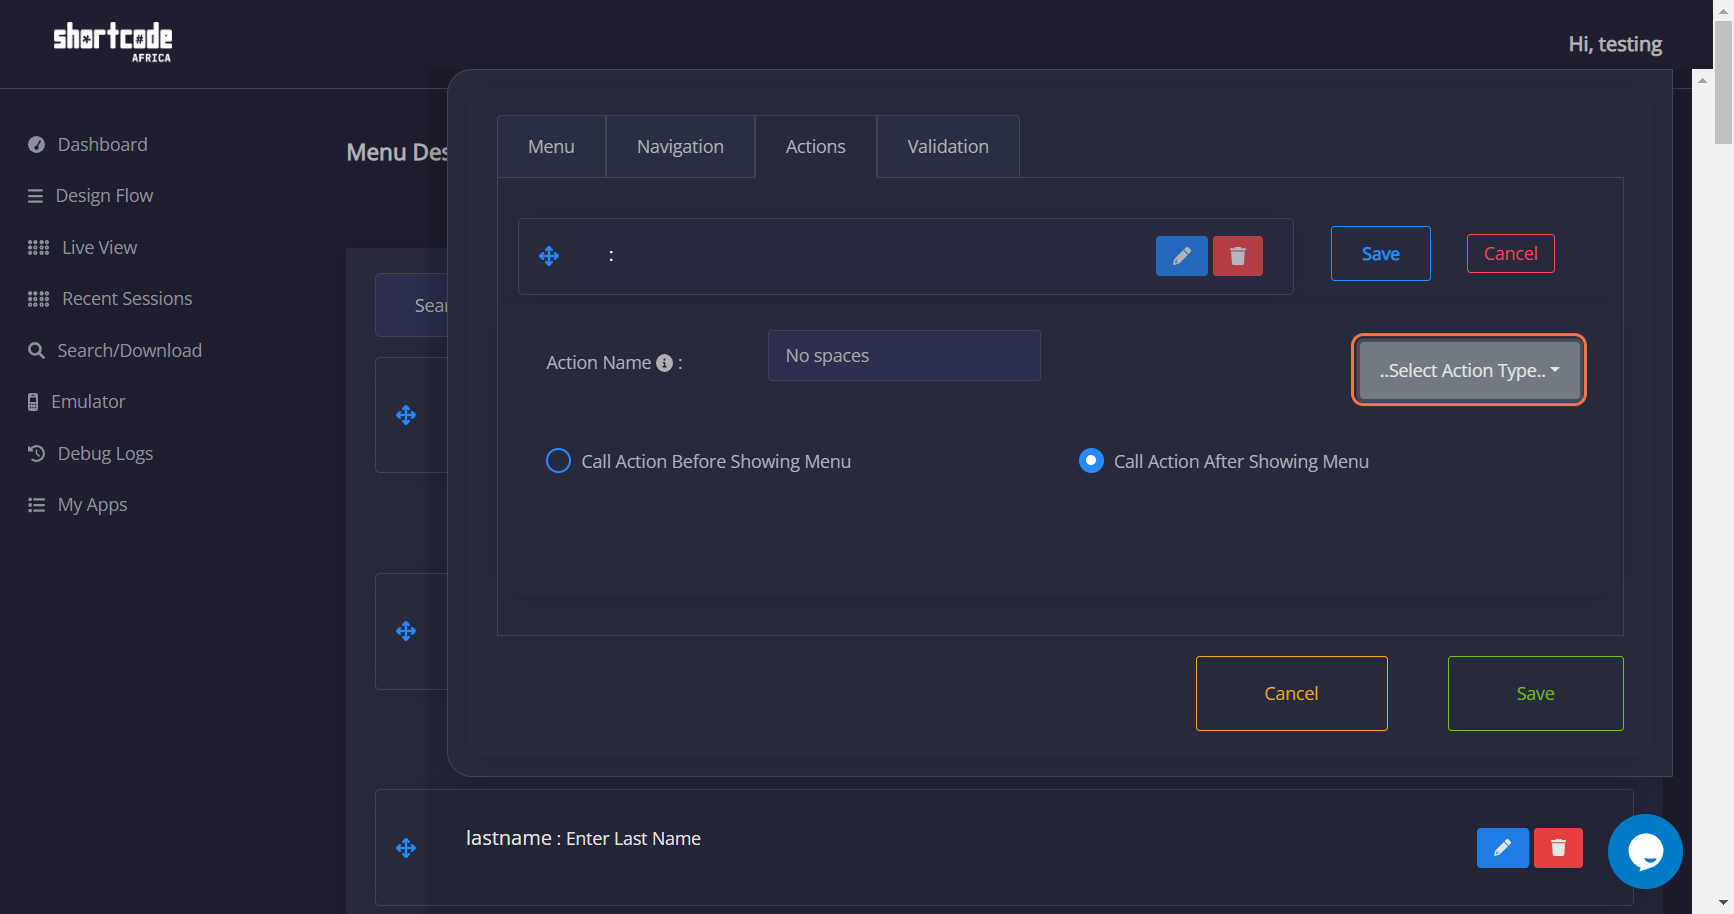 shortcode
AFRICA
Hi, testing
Dashboard
Design Flow
Live View
Recent Sessions
Search/Download
Emulator
Debug Logs
My Apps
Menu Des
Sear
Menu
Navigation
Actions
Validation
:
Save
Cancel
Action Name :
No spaces
..Select Action Type..
Call Action Before Showing Menu
Call Action After Showing Menu
Cancel
Save
lastname : Enter Last Name